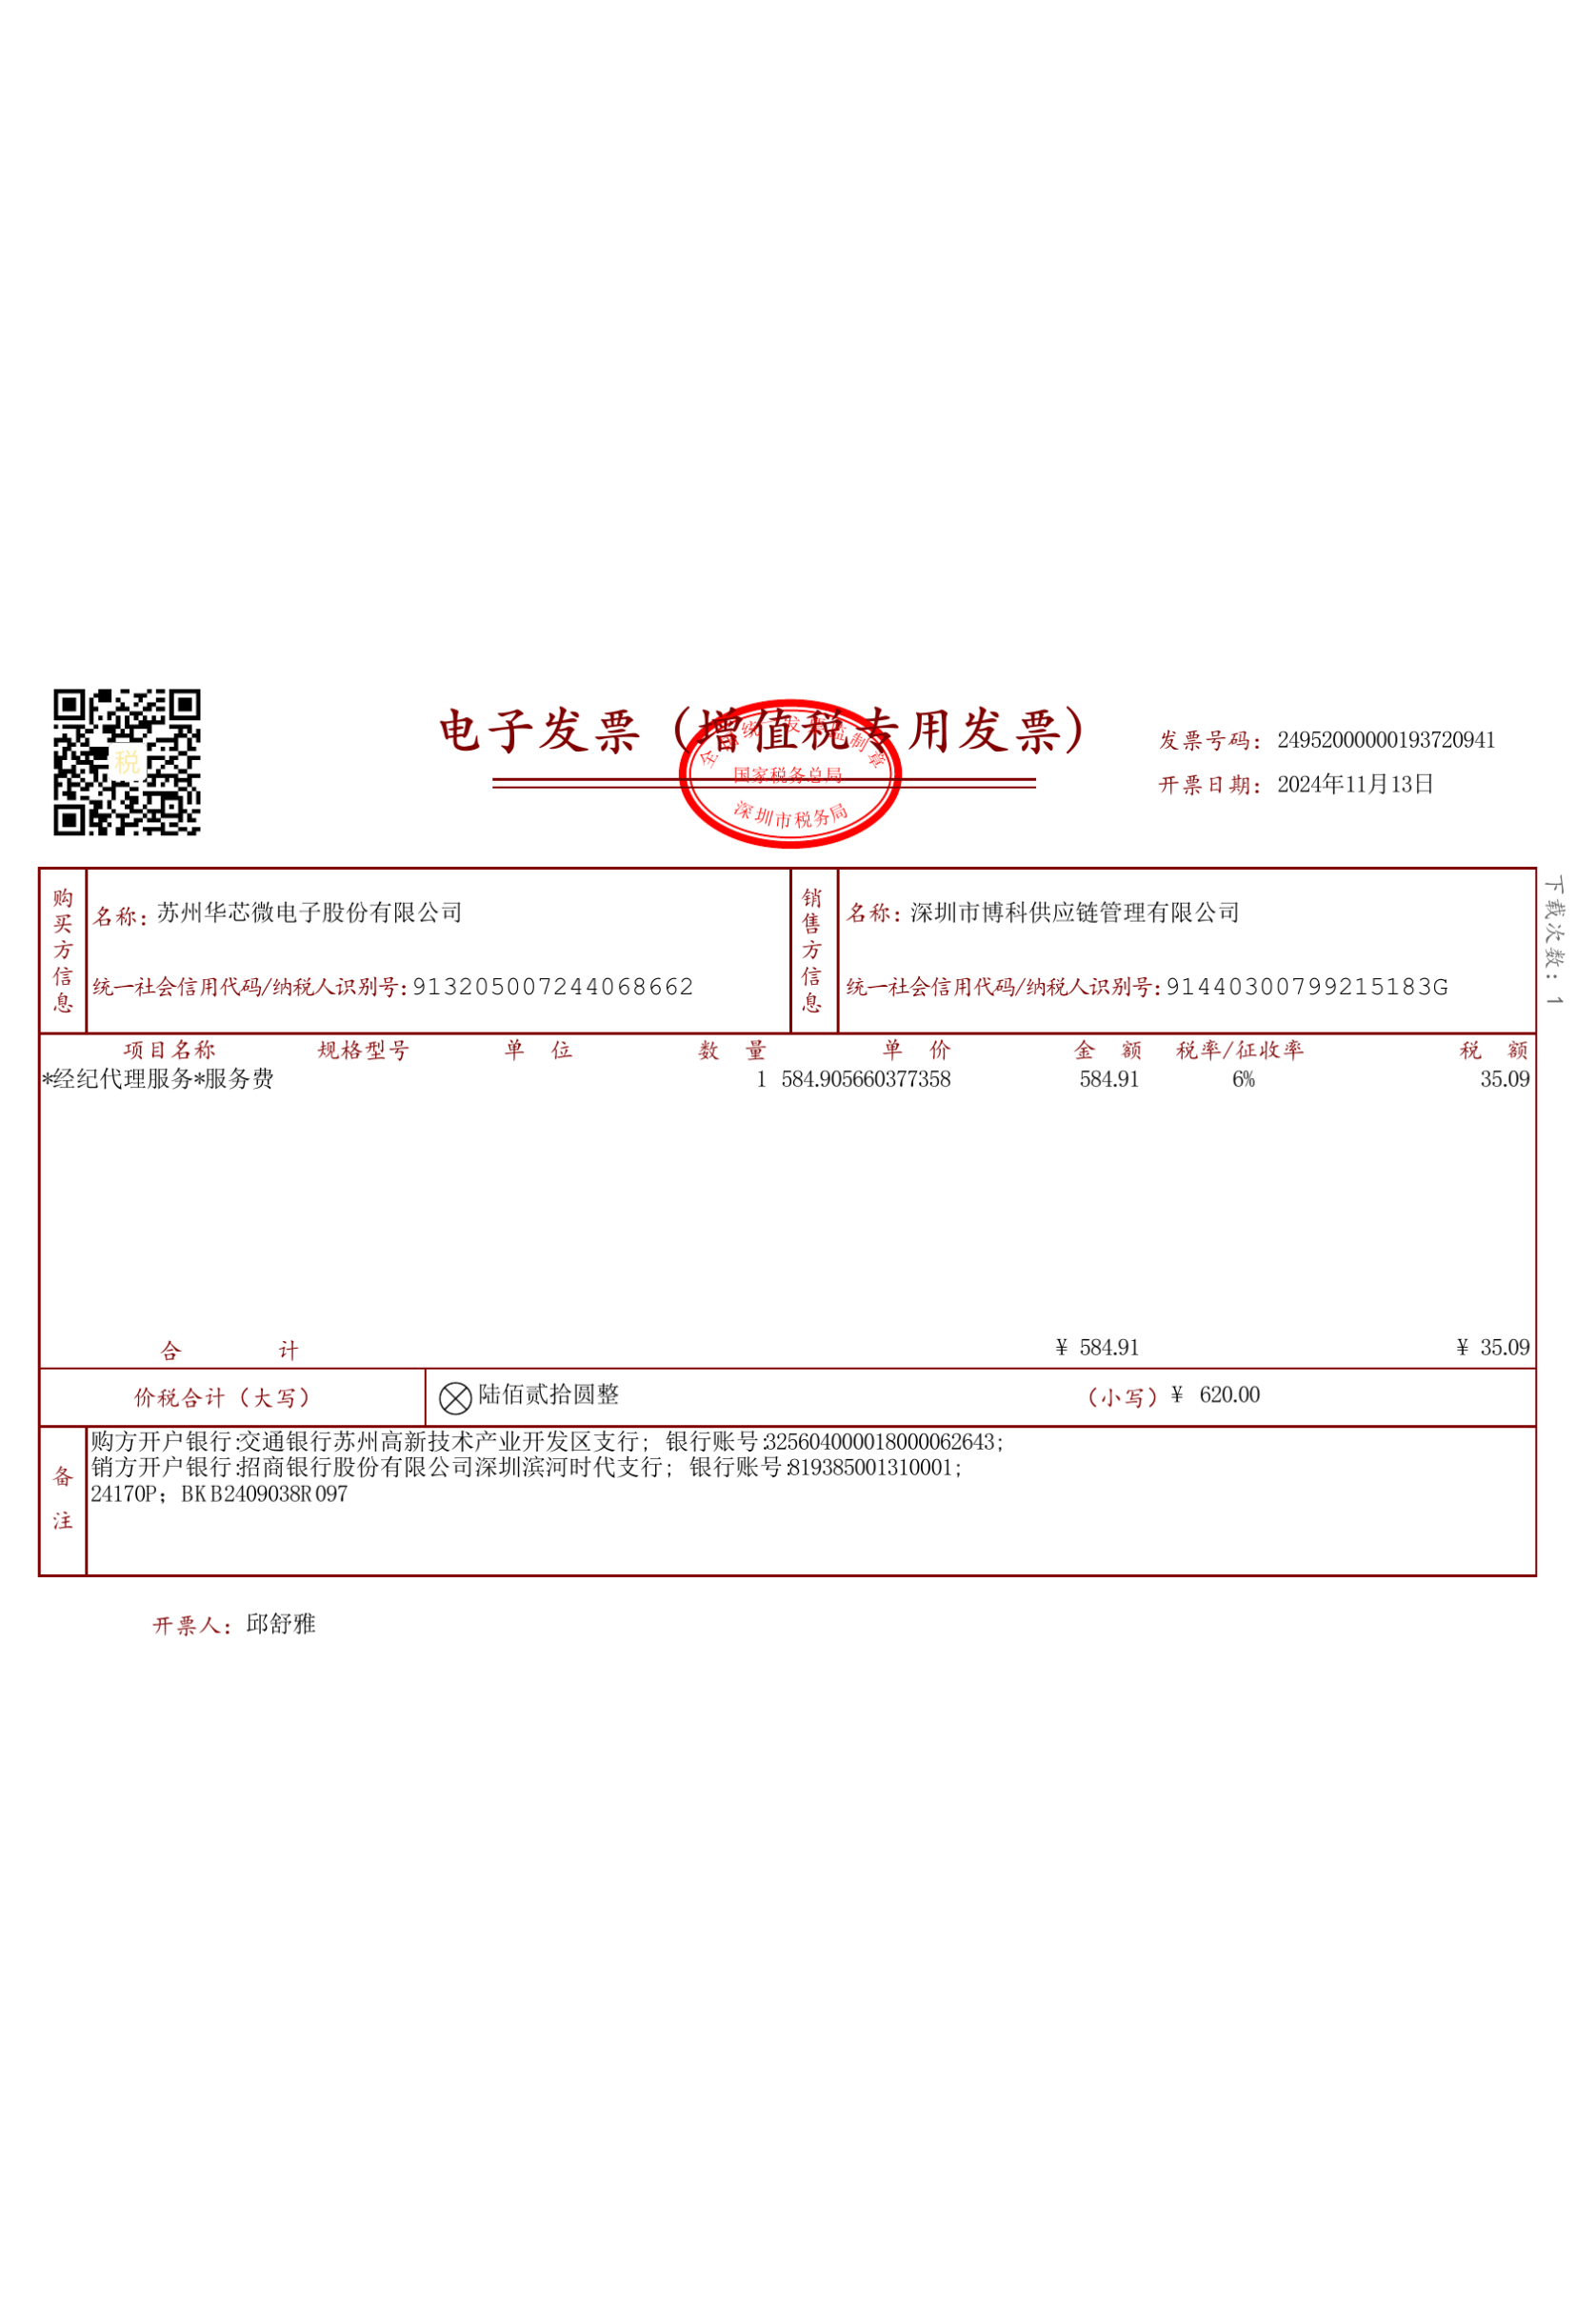 税
电子发票（增值税专用发票）
全国统一发票监制章
国家税务总局
深圳市税务局
发票号码：24952000000193720941
开票日期：2024年11月13日
下载次数：1
购买方信息
名称：苏州华芯微电子股份有限公司
统一社会信用代码/纳税人识别号：913205007244068662
销售方信息
名称：深圳市博科供应链管理有限公司
统一社会信用代码/纳税人识别号：91440300799215183G
项目名称 规格型号 单位 数量 单价 金额 税率/征收率 税额
*经纪代理服务*服务费 1 584.905660377358 584.91 6% 35.09
合计 ¥ 584.91 ¥ 35.09
价税合计（大写） 陆佰贰拾圆整 （小写）¥ 620.00
备注
购方开户银行:交通银行苏州高新技术产业开发区支行; 银行账号:325604000018000062643;
销方开户银行:招商银行股份有限公司深圳滨河时代支行; 银行账号:819385001310001;
24170P；BKB2409038R097
开票人：邱舒雅